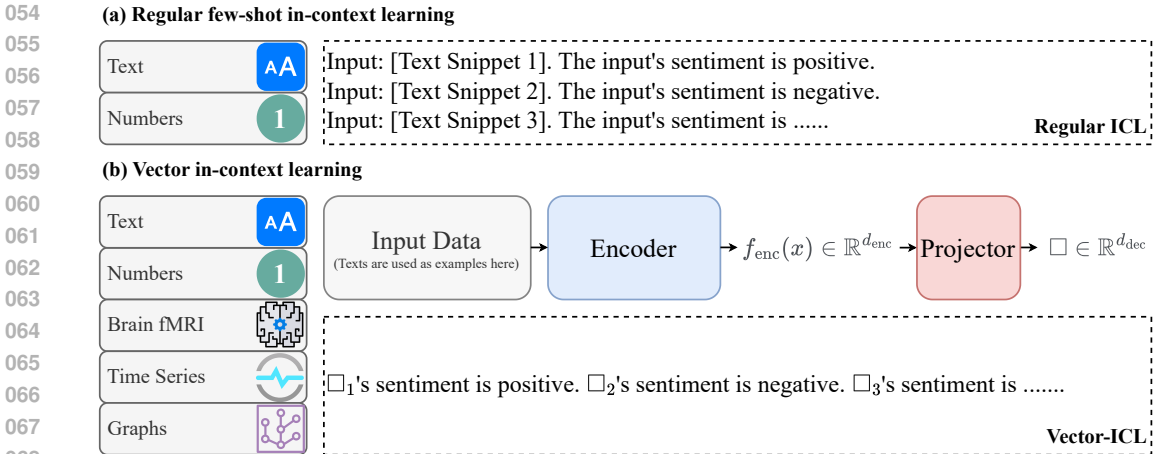 054
(a) Regular few-shot in-context learning
055
056
057
058
Text
AA
Numbers
1
Input: [Text Snippet 1]. The input's sentiment is positive.
Input: [Text Snippet 2]. The input's sentiment is negative.
Input: [Text Snippet 3]. The input's sentiment is ......
Regular ICL
059
(b) Vector in-context learning
060
061
062
063
064
065
066
067
Text
AA
Numbers
1
Brain fMRI
Time Series
Graphs
Input Data
(Texts are used as examples here)
Encoder
f_enc(x) ∈ ℝ^{d_enc}
Projector
□ ∈ ℝ^{d_dec}
□₁'s sentiment is positive. □₂'s sentiment is negative. □₃'s sentiment is .......
Vector-ICL